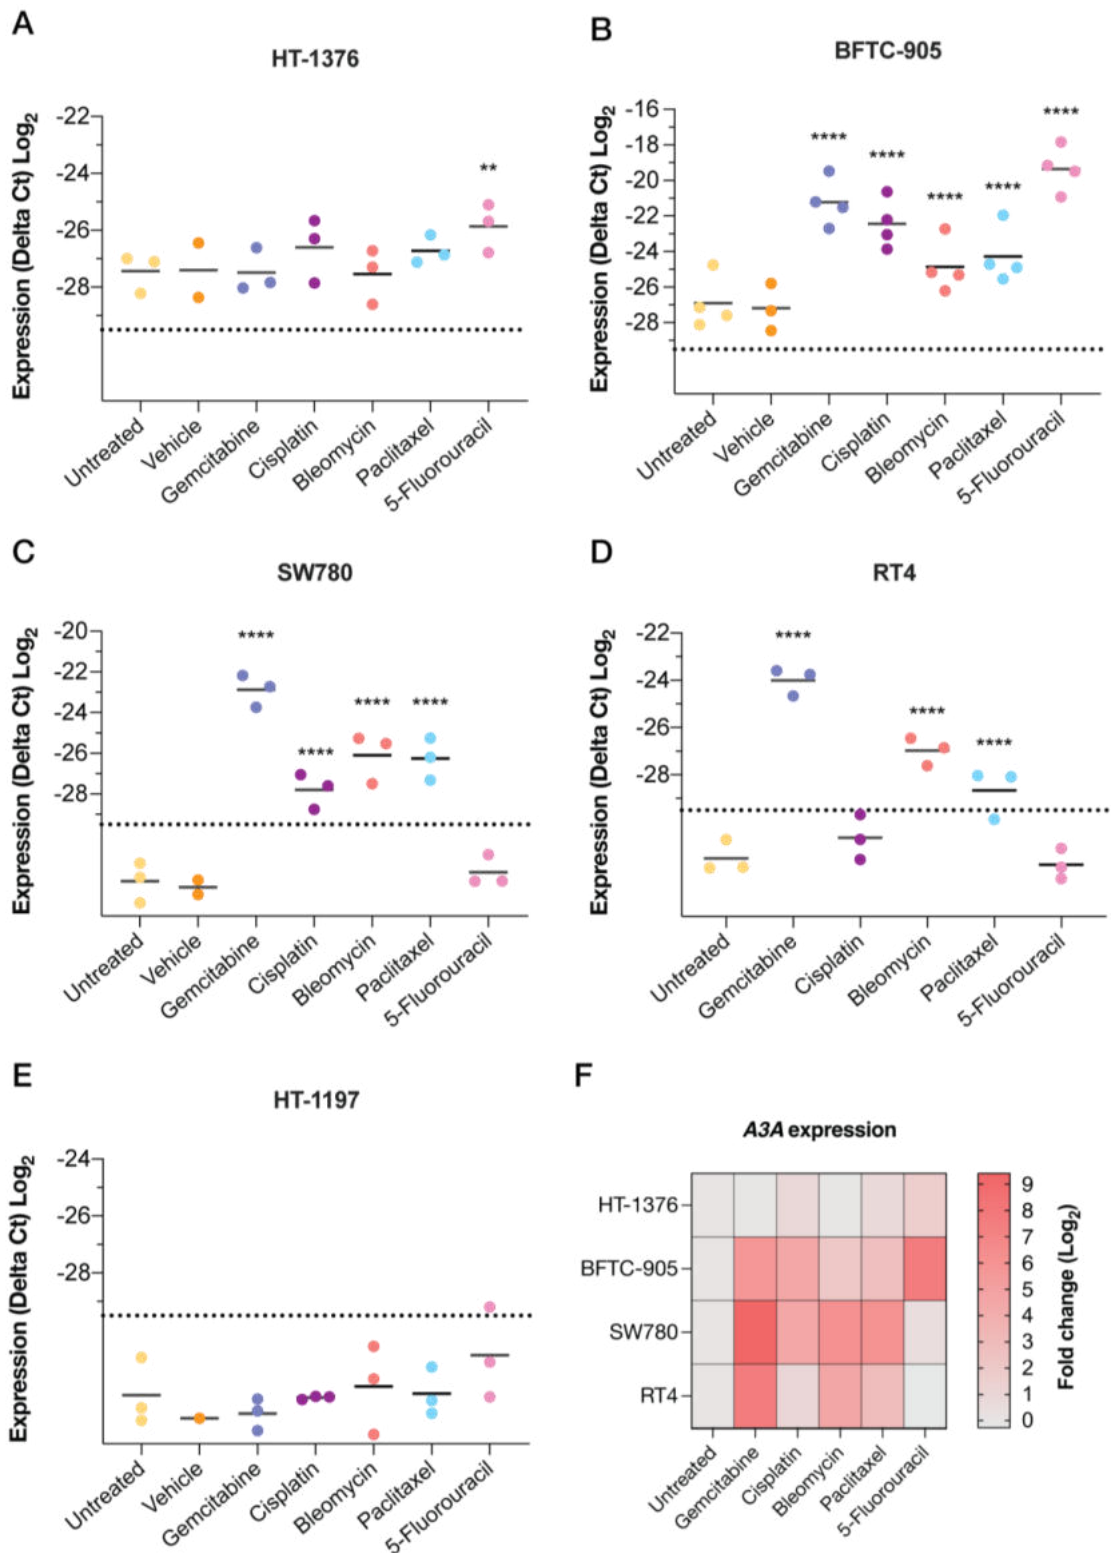 A
HT-1376
Expression (Delta Ct) Log2
-22
-24
-26
-28
**
Untreated
Vehicle
Gemcitabine
Cisplatin
Bleomycin
Paclitaxel
5-Fluorouracil
B
BFTC-905
Expression (Delta Ct) Log2
-16
-18
-20
-22
-24
-26
-28
****
****
****
****
****
Untreated
Vehicle
Gemcitabine
Cisplatin
Bleomycin
Paclitaxel
5-Fluorouracil
C
SW780
Expression (Delta Ct) Log2
-20
-22
-24
-26
-28
****
****
****
****
Untreated
Vehicle
Gemcitabine
Cisplatin
Bleomycin
Paclitaxel
5-Fluorouracil
D
RT4
Expression (Delta Ct) Log2
-22
-24
-26
-28
****
****
****
Untreated
Gemcitabine
Cisplatin
Bleomycin
Paclitaxel
5-Fluorouracil
E
HT-1197
Expression (Delta Ct) Log2
-24
-26
-28
Untreated
Vehicle
Gemcitabine
Cisplatin
Bleomycin
Paclitaxel
5-Fluorouracil
F
A3A expression
HT-1376
BFTC-905
SW780
RT4
Untreated
Gemcitabine
Cisplatin
Bleomycin
Paclitaxel
5-Fluorouracil
9
8
7
6
5
4
3
2
1
0
Fold change (Log2)